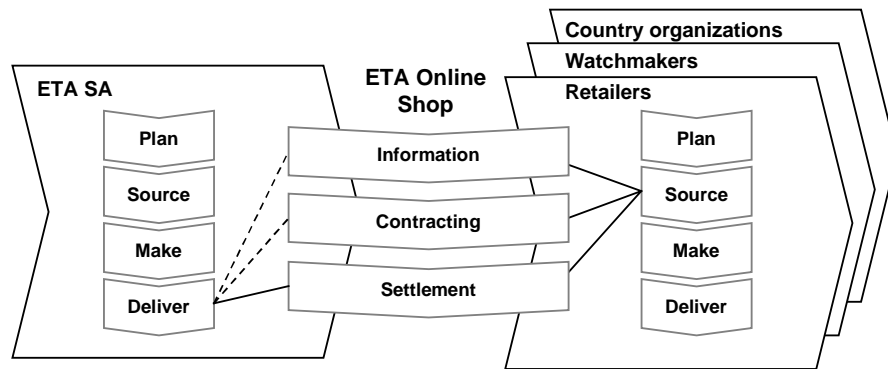 ETA SA
Plan
Source
Make
Deliver
ETA Online
Shop
Information
Contracting
Settlement
Country organizations
Watchmakers
Retailers
Plan
Source
Make
Deliver